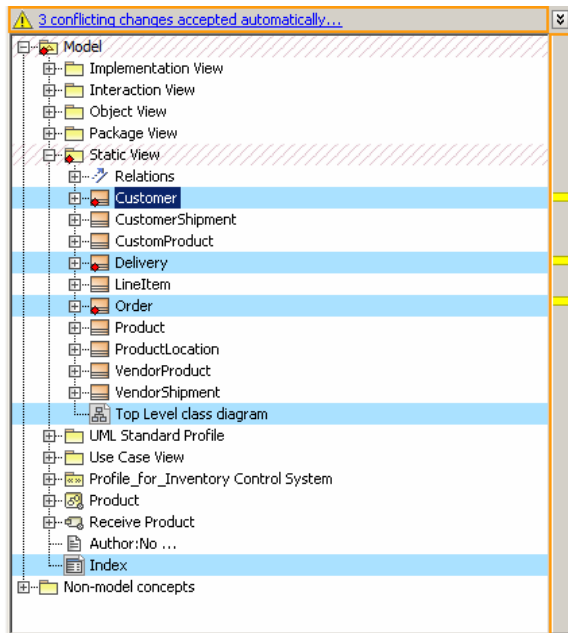 3 conflicting changes accepted automatically...
Model
Implementation View
Interaction View
Object View
Package View
Static View
Relations
Customer
CustomerShipment
CustomProduct
Delivery
LineItem
Order
Product
ProductLocation
VendorProduct
VendorShipment
Top Level class diagram
UML Standard Profile
Use Case View
Profile_for_Inventory Control System
Product
Receive Product
Author:No ...
Index
Non-model concepts